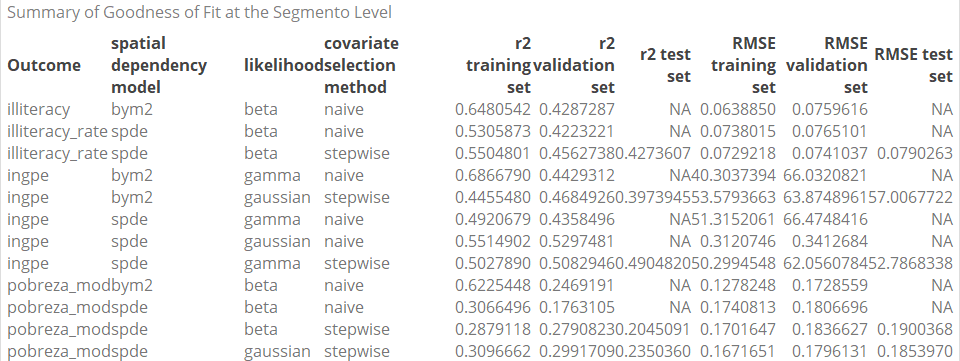 Summary of Goodness of Fit at the Segmento Level
Outcome spatial dependency model likelihood covariate selection method r2 training set r2 validation set r2 test set RMSE training set RMSE validation set RMSE test set
illiteracy bym2 beta naive 0.6480542 0.4287287 NA 0.0638850 0.0759616 NA
illiteracy_rate spde beta naive 0.5305873 0.4223221 NA 0.0738015 0.0765101 NA
illiteracy_rate spde beta stepwise 0.5504801 0.4562738 0.4273607 0.0729218 0.0741037 0.0790263
ingpe bym2 gamma naive 0.6866790 0.4429312 NA 40.3037394 66.0320821 NA
ingpe bym2 gaussian stepwise 0.4455480 0.4684926 0.3973945 53.5793663 63.8748961 57.0067722
ingpe spde gamma naive 0.4920679 0.4358496 NA 51.3152061 66.4748416 NA
ingpe spde gaussian naive 0.5514902 0.5297481 NA 0.3120746 0.3412684 NA
ingpe spde gamma stepwise 0.5027890 0.5082946 0.4904820 50.2994548 62.0560784 52.7868338
pobreza_mod bym2 beta naive 0.6225448 0.2469191 NA 0.1278248 0.1728559 NA
pobreza_mod spde beta naive 0.3066496 0.1763105 NA 0.1740813 0.1806696 NA
pobreza_mod spde beta stepwise 0.2879118 0.2790823 0.2045091 0.1701647 0.1836627 0.1900368
pobreza_mod spde gaussian stepwise 0.3096662 0.2991709 0.2350360 0.1671651 0.1796131 0.1853970